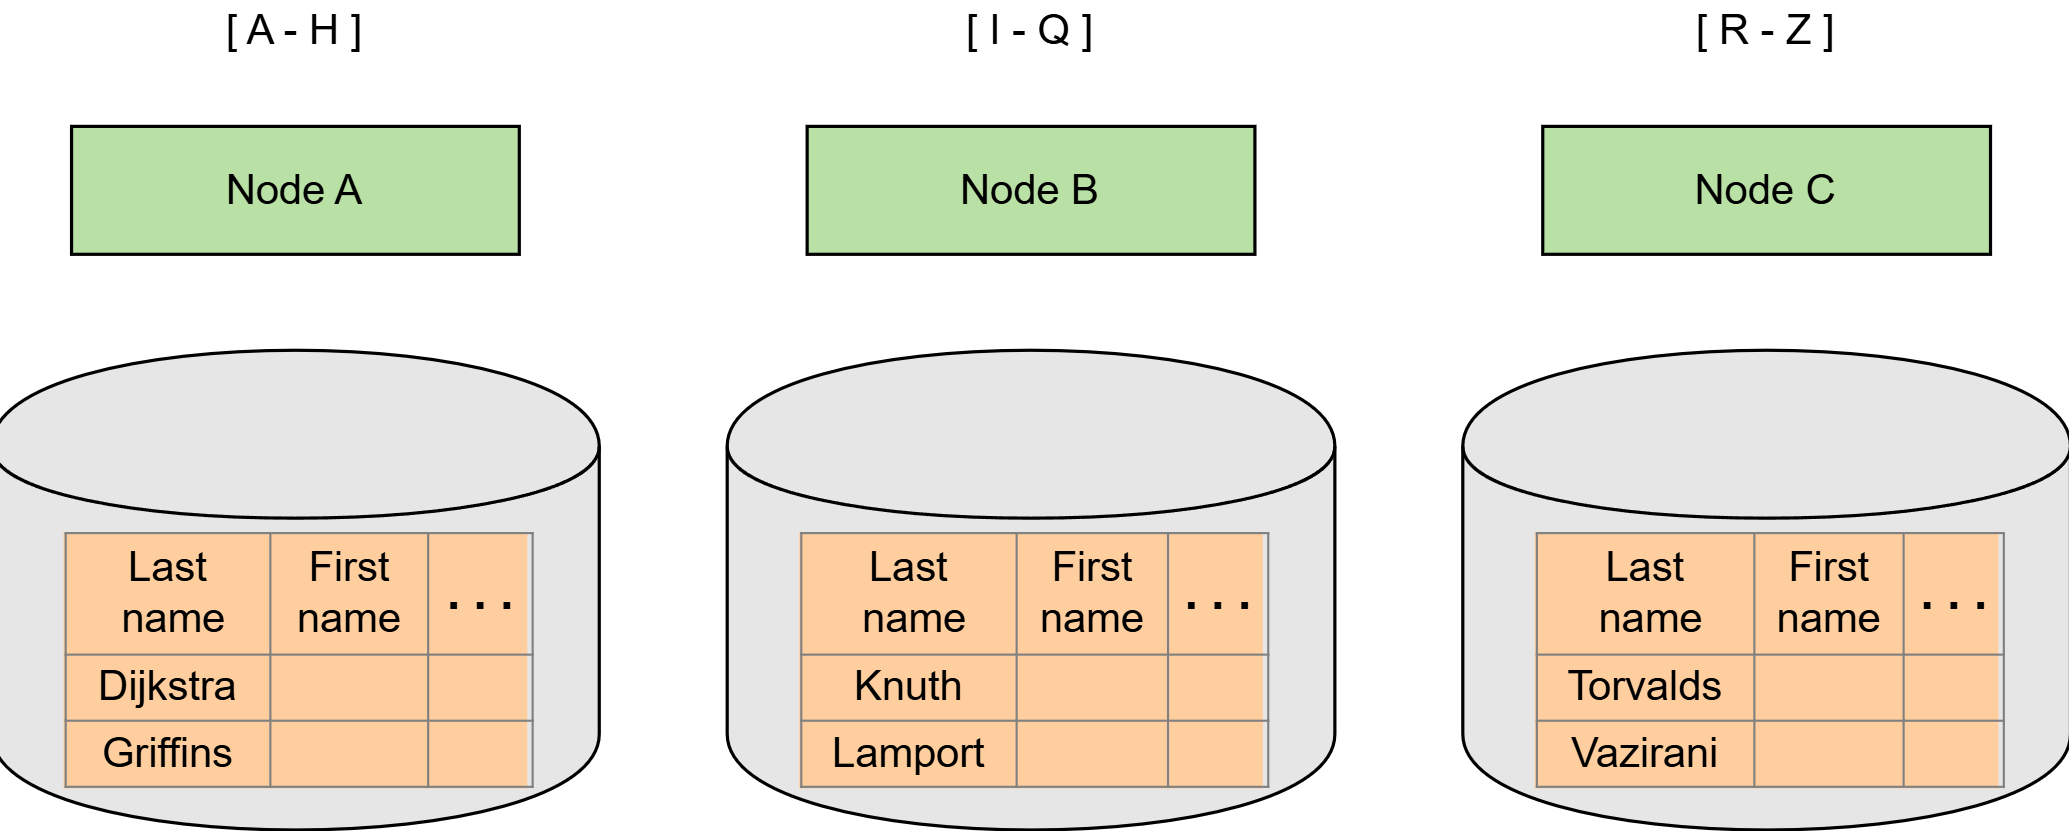 [ A - H ]
[ I - Q ]
[ R - Z ]
Node A
Node B
Node C
Last name First name . . .
Dijkstra
Griffins
Last name First name . . .
Knuth
Lamport
Last name First name . . .
Torvalds
Vazirani